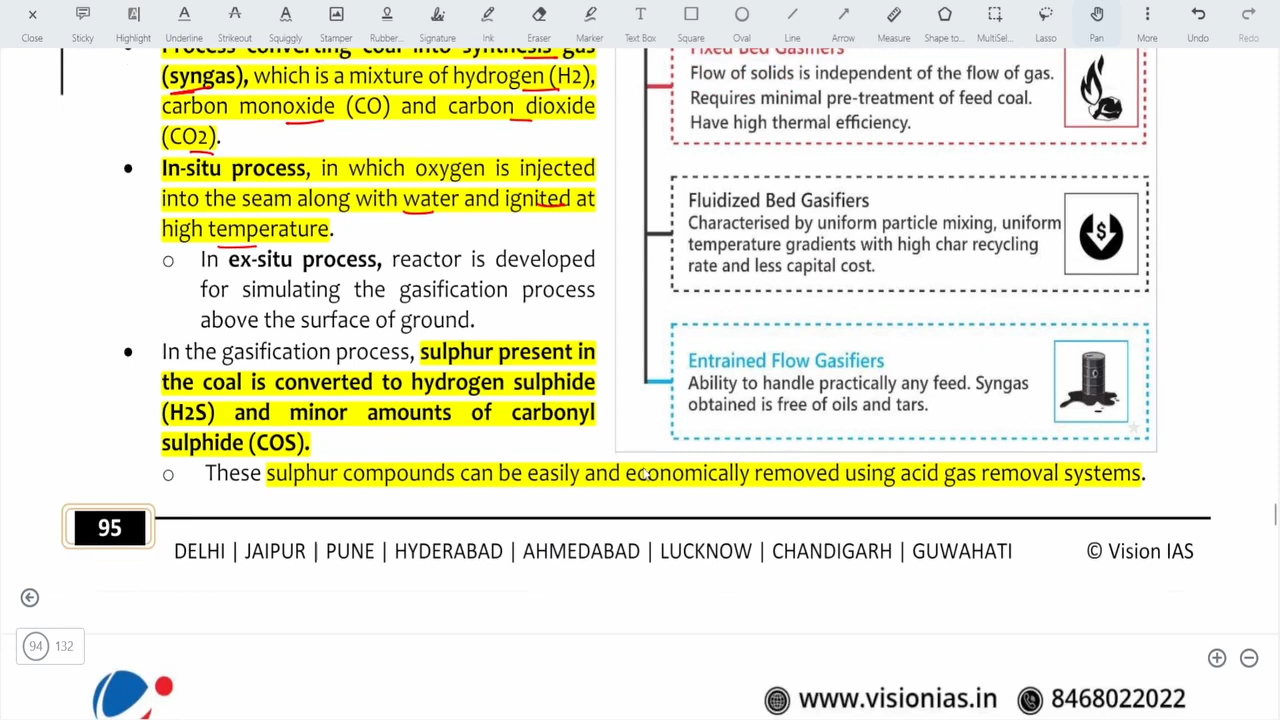 Close
Sticky
Highlight
Underline
Strikeout
Squiggly
Stamper
Rubber...
Signature
Ink
Eraser
Marker
Text Box
Square
Oval
Line
Arrow
Measure
Shape to...
MultiSel...
Lasso
Pan
More
Undo
Redo
Process converting coal into synthesis gas
(syngas), which is a mixture of hydrogen (H2),
carbon monoxide (CO) and carbon dioxide
(CO2).
• In-situ process, in which oxygen is injected
into the seam along with water and ignited at
high temperature.
o In ex-situ process, reactor is developed
for simulating the gasification process
above the surface of ground.
• In the gasification process, sulphur present in
the coal is converted to hydrogen sulphide
(H2S) and minor amounts of carbonyl
sulphide (COS).
o These sulphur compounds can be easily and economically removed using acid gas removal systems.
Fixed Bed Gasifiers
Flow of solids is independent of the flow of gas.
Requires minimal pre-treatment of feed coal.
Have high thermal efficiency.
Fluidized Bed Gasifiers
Characterised by uniform particle mixing, uniform
temperature gradients with high char recycling
rate and less capital cost.
$
Entrained Flow Gasifiers
Ability to handle practically any feed. Syngas
obtained is free of oils and tars.
95
DELHI | JAIPUR | PUNE | HYDERABAD | AHMEDABAD | LUCKNOW | CHANDIGARH | GUWAHATI © Vision IAS
94 132
www.visionias.in 8468022022